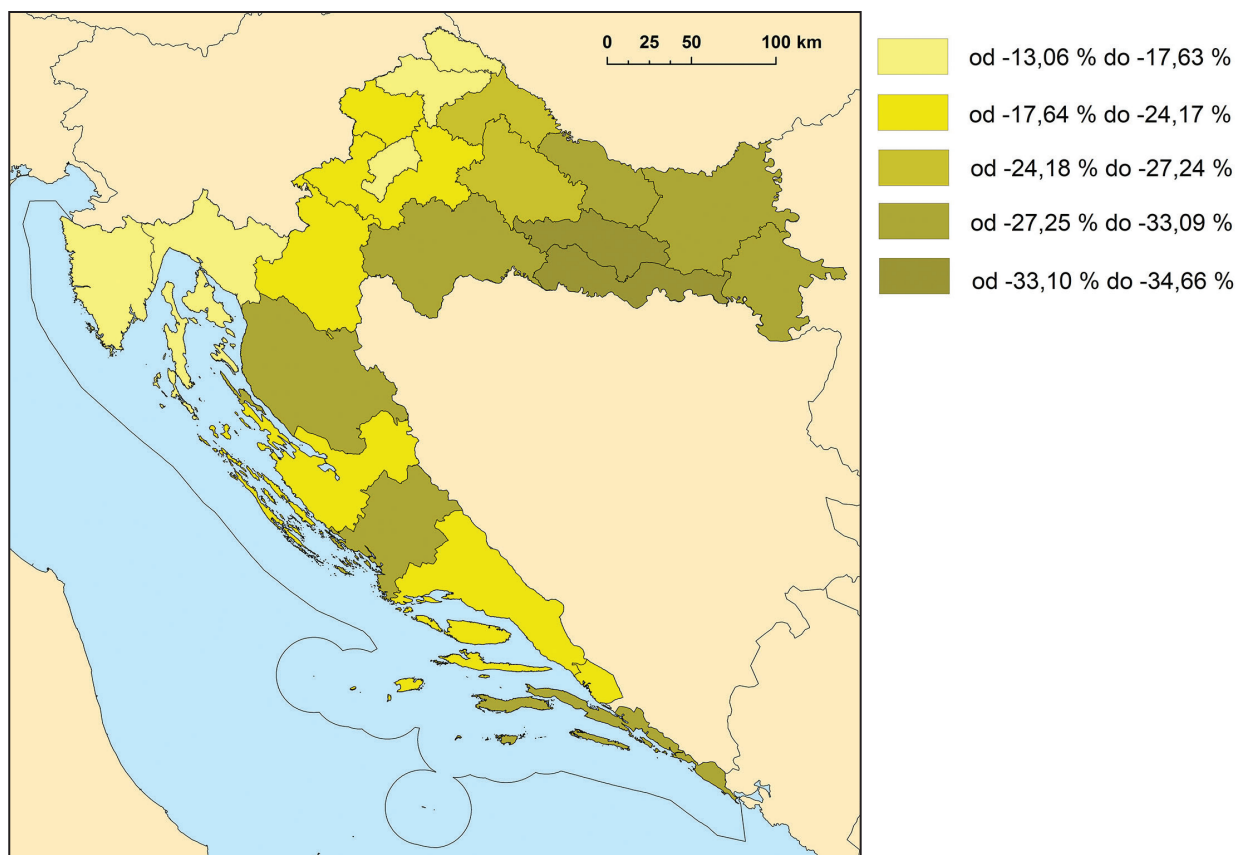 0 25 50 100 km
od -13,06 % do -17,63 %
od -17,64 % do -24,17 %
od -24,18 % do -27,24 %
od -27,25 % do -33,09 %
od -33,10 % do -34,66 %